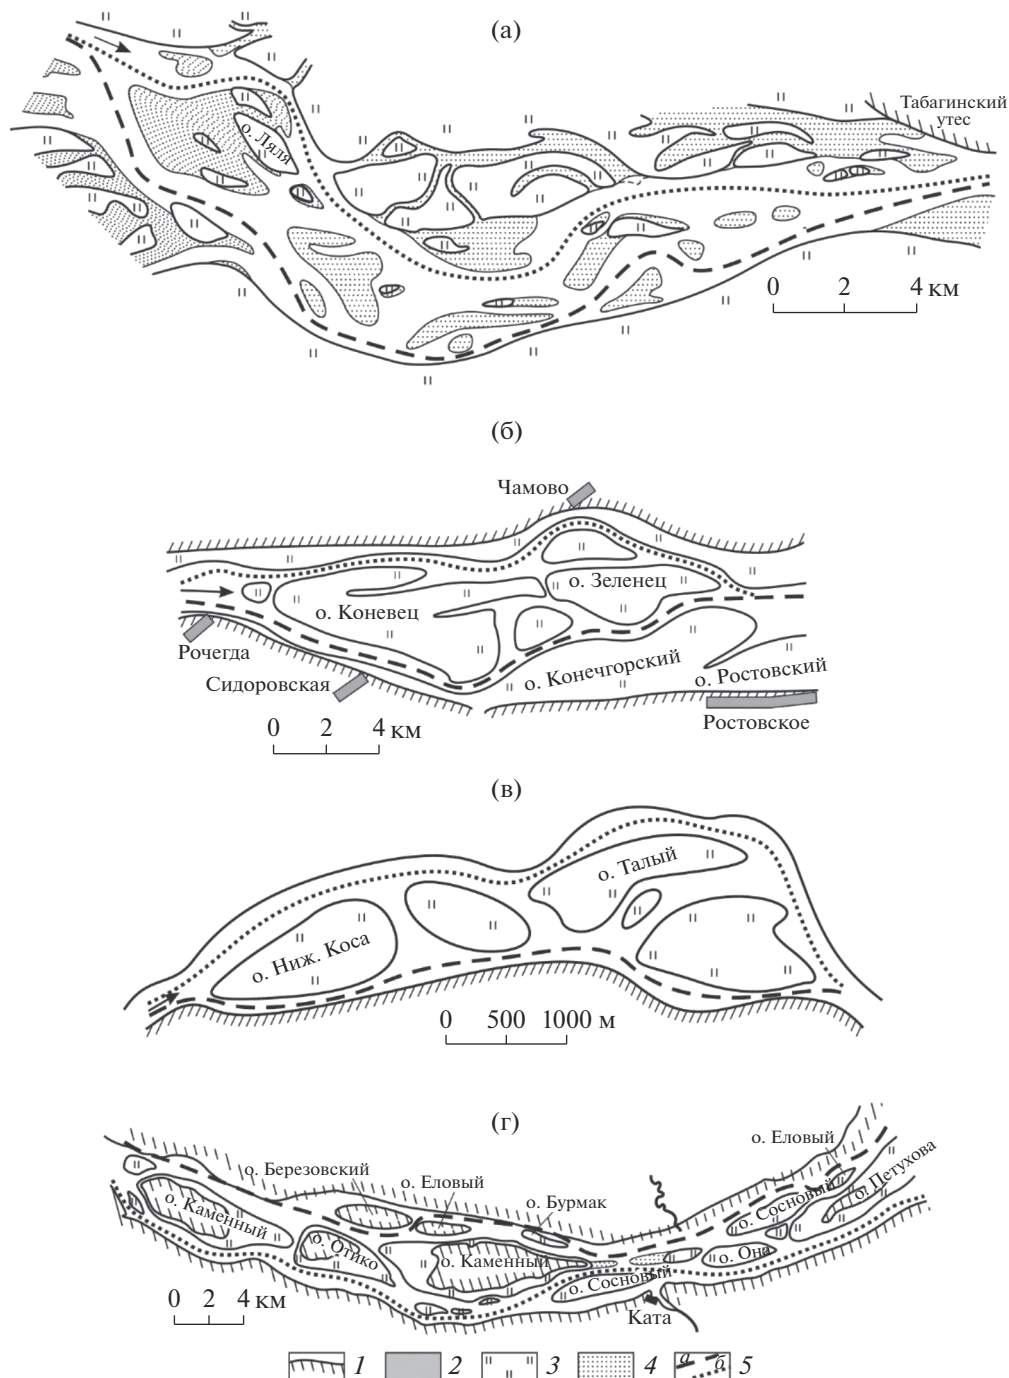 (а)
Табагинский
утес
о. Ляля
0 2 4 км
(б)
Чамово
о. Зеленец
о. Коневец
Рочегда
о. Конечгорский
о. Ростовский
Сидоровская
Ростовское
0 2 4 км
(в)
о. Талый
о. Ниж. Коса
0 500 1000 м
(г)
о. Еловый
о. Березовский
о. Еловый
о. Петухова
о. Сосновый
о. Бурмак
о. Каменный
о. Отико
о. Каменный
о. Она
о. Сосновый
0 2 4 км
Ката
1 2 3 4 а б 5